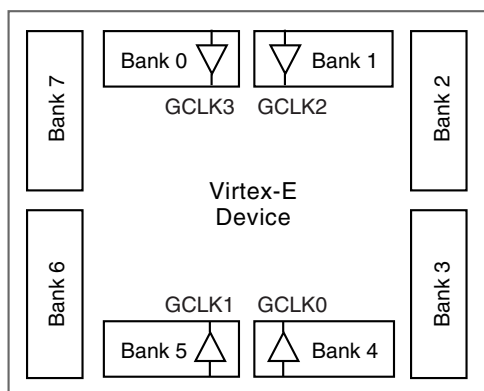 Bank 0
Bank 1
GCLK3
GCLK2
Bank 7
Bank 2
Virtex-E
Device
Bank 6
Bank 3
GCLK1
GCLK0
Bank 5
Bank 4